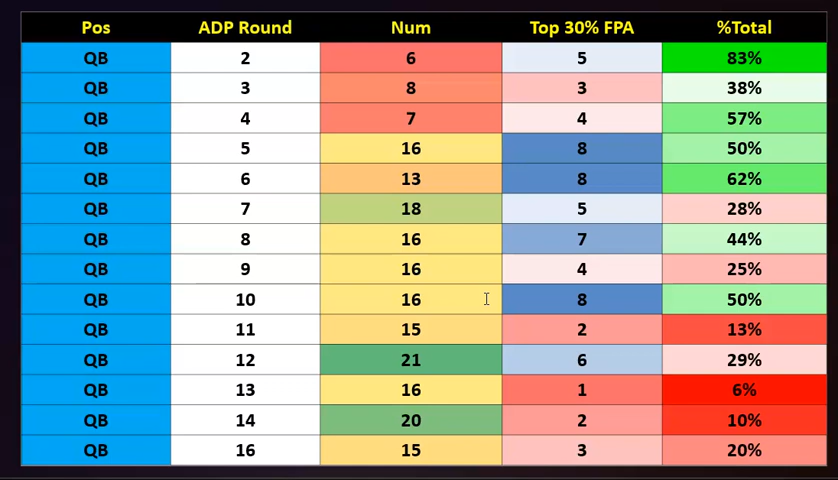 Pos ADP Round Num Top 30% FPA %Total
QB 2 6 5 83%
QB 3 8 3 38%
QB 4 7 4 57%
QB 5 16 8 50%
QB 6 13 8 62%
QB 7 18 5 28%
QB 8 16 7 44%
QB 9 16 4 25%
QB 10 16 8 50%
QB 11 15 2 13%
QB 12 21 6 29%
QB 13 16 1 6%
QB 14 20 2 10%
QB 16 15 3 20%